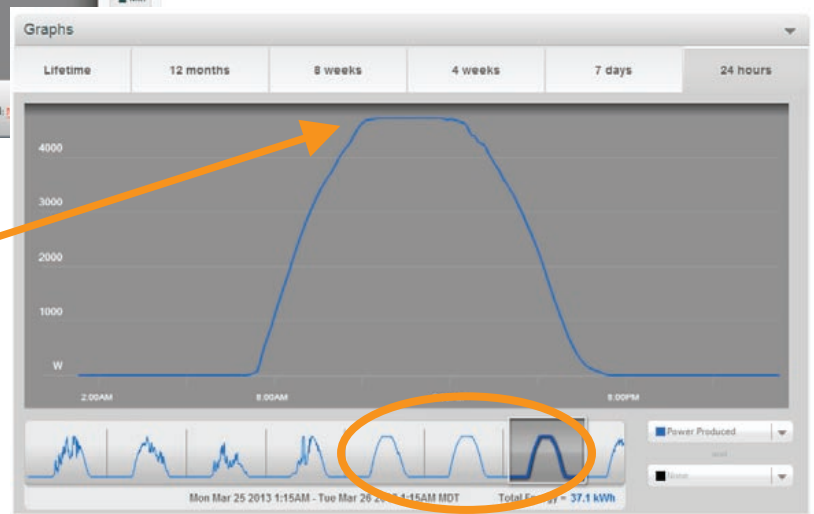 Graphs
Lifetime 12 months 8 weeks 4 weeks 7 days 24 hours
4000
3000
2000
1000
W
2:00AM 8:00AM 8:00PM
Power Produced
and
None
Mon Mar 25 2013 1:15AM - Tue Mar 26 1:15AM MDT Total Energy = 37.1 kWh